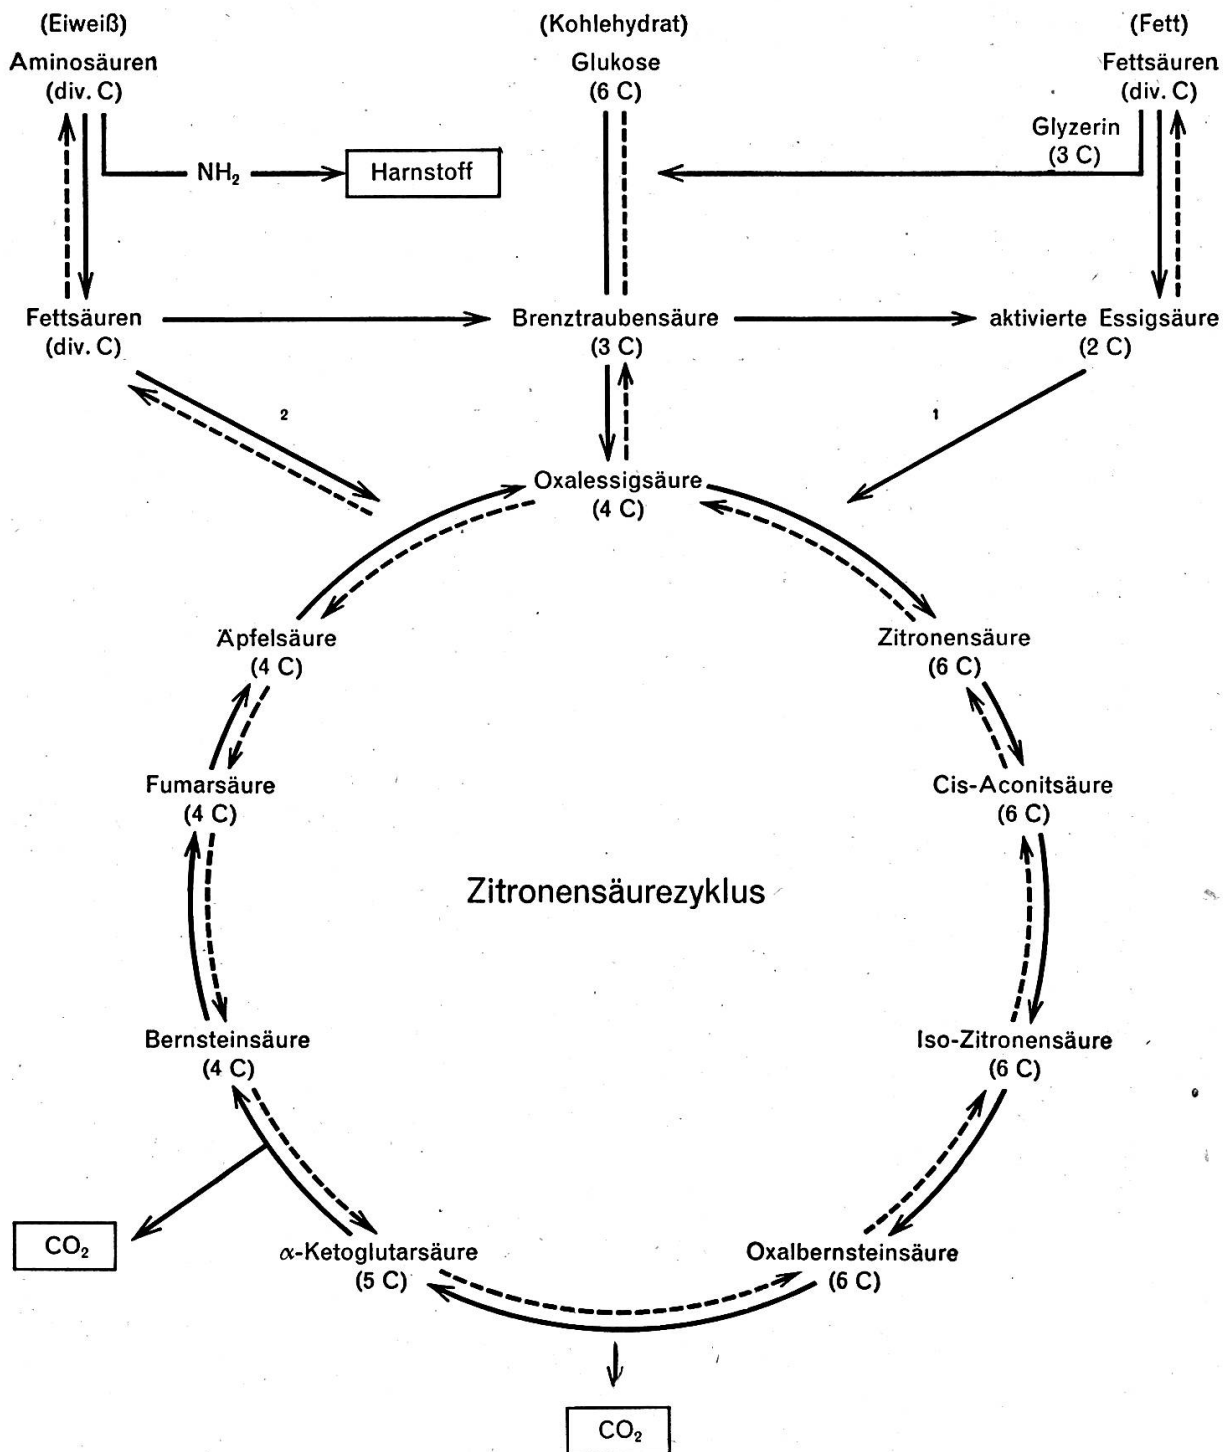 (Eiweiß)
Aminosäuren
(div. C)
(Kohlehydrat)
Glukose
(6 C)
(Fett)
Fettsäuren
(div. C)
Glyzerin
(3 C)
NH₂
Harnstoff
Fettsäuren
(div. C)
Brenztraubensäure
(3 C)
aktivierte Essigsäure
(2 C)
2
1
Oxalessigsäure
(4 C)
Äpfelsäure
(4 C)
Zitronensäure
(6 C)
Fumarsäure
(4 C)
Cis-Aconitsäure
(6 C)
Zitronensäurezyklus
Bernsteinsäure
(4 C)
Iso-Zitronensäure
(6 C)
CO₂
α-Ketoglutarsäure
(5 C)
Oxalbernsteinsäure
(6 C)
CO₂